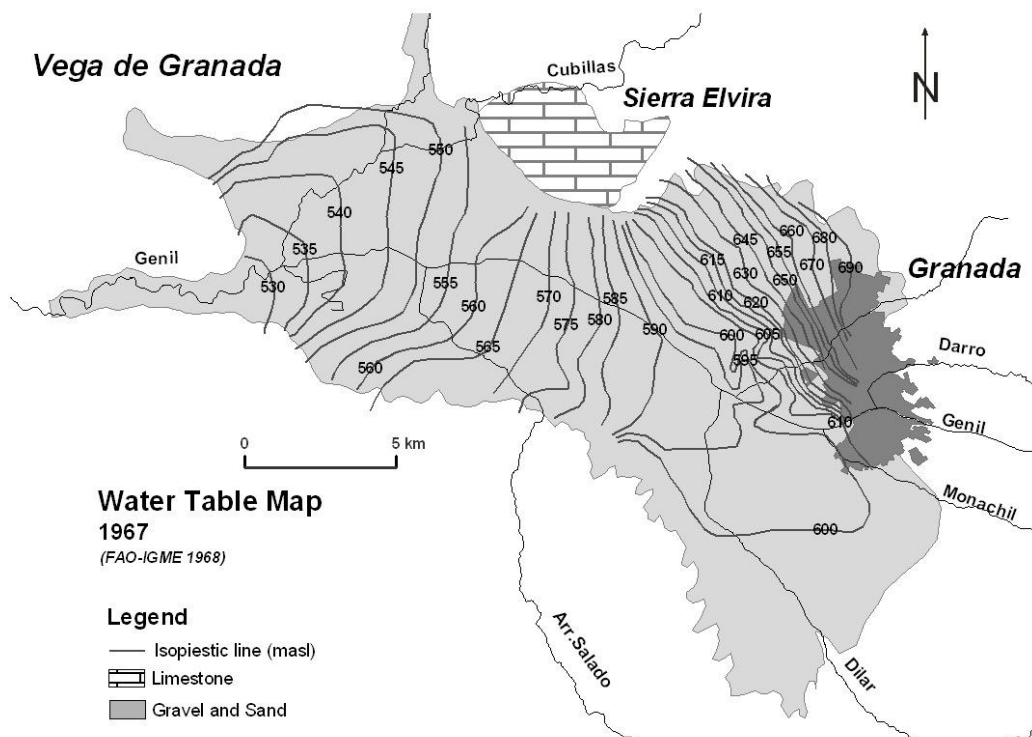 Vega de Granada
Cubillas
Sierra Elvira
N
550
545
540
535
530
Genil
555
560
565
560
570
575
580
585
590
645
615
630
610
620
660
655
650
680
670
690
600
605
595
610
600
Granada
Darro
Genil
Monachil
0 5 km
Water Table Map
1967
(FAO-IGME 1968)
Legend
Isopiestic line (masl)
Limestone
Gravel and Sand
Arr.Salado
Dilar